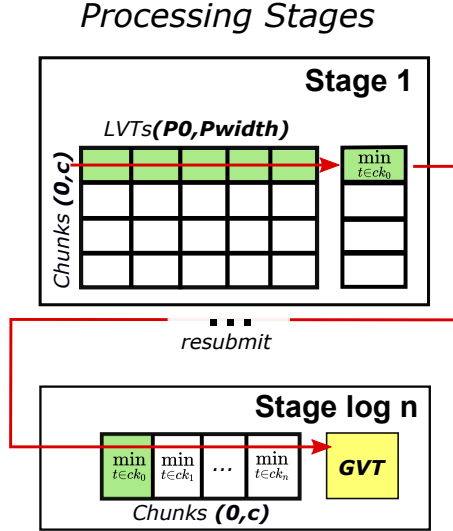 Processing Stages
Stage 1
LVTs(P0,Pwidth)
Chunks (0,c)
min
t∈ck₀
...
resubmit
Stage log n
min
t∈ck₀
min
t∈ck₁
...
min
t∈ckₙ
GVT
Chunks (0,c)